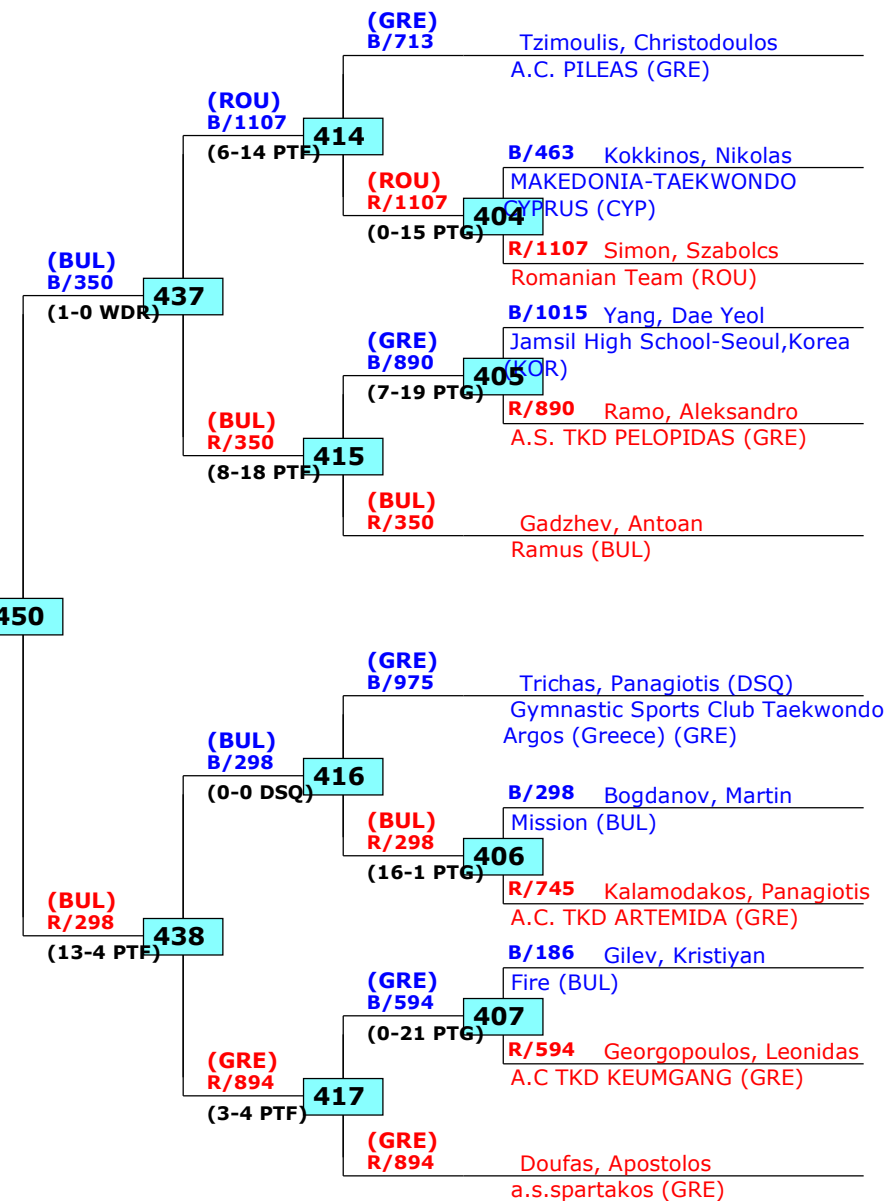 (GRE)
B/713 Tzimoulis, Christodoulos
A.C. PILEAS (GRE)
(ROU)
B/1107
414
(6-14 PTF)
B/463 Kokkinos, Nikolas
(ROU)
R/1107
MAKEDONIA-TAEKWONDO
CYPRUS (CYP)
404
(0-15 PTG)
R/1107 Simon, Szabolcs
Romanian Team (ROU)
(BUL)
B/350
437
(1-0 WDR)
B/1015 Yang, Dae Yeol
(GRE)
B/890
Jamsil High School-Seoul,Korea
(KOR)
405
(7-19 PTG)
R/890 Ramo, Aleksandro
A.S. TKD PELOPIDAS (GRE)
(BUL)
R/350
415
(8-18 PTF)
(BUL)
R/350 Gadzhev, Antoan
Ramus (BUL)
450
(GRE)
B/975 Trichas, Panagiotis (DSQ)
Gymnastic Sports Club Taekwondo
Argos (Greece) (GRE)
(BUL)
B/298
416
(0-0 DSQ)
B/298 Bogdanov, Martin
Mission (BUL)
(BUL)
R/298
406
(16-1 PTG)
R/745 Kalamodakos, Panagiotis
A.C. TKD ARTEMIDA (GRE)
(BUL)
R/298
438
(13-4 PTF)
B/186 Gilev, Kristiyan
Fire (BUL)
(GRE)
B/594
407
(0-21 PTG)
R/594 Georgopoulos, Leonidas
A.C TKD KEUMGANG (GRE)
(GRE)
R/894
417
(3-4 PTF)
(GRE)
R/894 Doufas, Apostolos
a.s.spartakos (GRE)